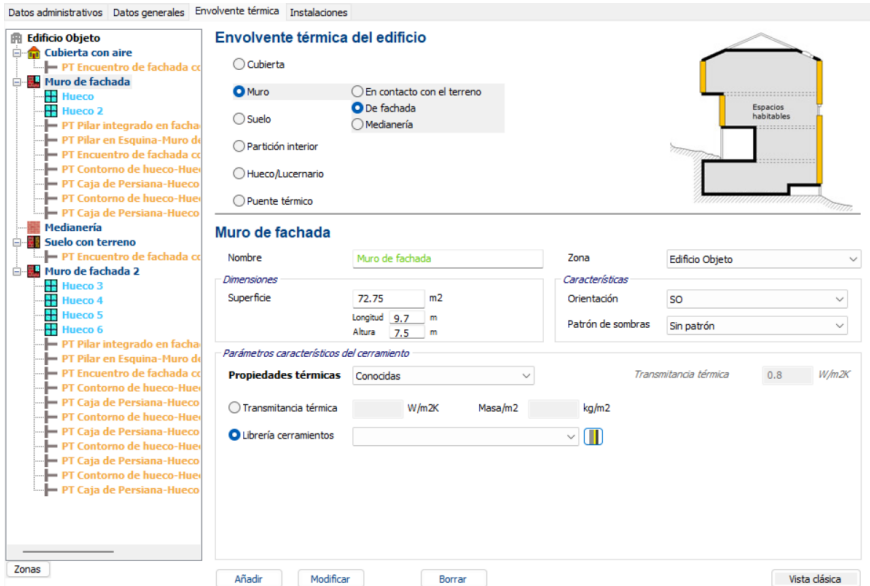 Datos administrativos Datos generales Envolvente térmica Instalaciones
Edificio Objeto
Cubierta con aire
PT Encuentro de fachada co
Muro de fachada
Hueco
Hueco 2
PT Pilar integrado en facha
PT Pilar en Esquina-Muro de
PT Encuentro de fachada co
PT Contorno de hueco-Huec
PT Caja de Persiana-Hueco
PT Contorno de hueco-Huec
PT Caja de Persiana-Hueco
Medianería
Suelo con terreno
PT Encuentro de fachada co
Muro de fachada 2
Hueco 3
Hueco 4
Hueco 5
Hueco 6
PT Pilar integrado en facha
PT Pilar en Esquina-Muro de
PT Encuentro de fachada co
PT Contorno de hueco-Huec
PT Caja de Persiana-Hueco
PT Contorno de hueco-Huec
PT Caja de Persiana-Hueco
PT Contorno de hueco-Huec
PT Caja de Persiana-Hueco
PT Contorno de hueco-Huec
PT Caja de Persiana-Hueco
Zonas
Envolvente térmica del edificio
Cubierta
Muro En contacto con el terreno
De fachada
Suelo
Medianería
Partición interior
Hueco/Lucernario
Puente térmico
Espacios
habitables
Muro de fachada
Nombre Muro de fachada Zona Edificio Objeto
Dimensiones Características
Superficie 72.75 m2 Orientación SO
Longitud 9.7 m
Altura 7.5 m
Patrón de sombras Sin patrón
Parámetros característicos del cerramiento
Propiedades térmicas Conocidas Transmitancia térmica 0.8 W/m2K
Transmitancia térmica W/m2K Masa/m2 kg/m2
Librería cerramientos
Añadir Modificar Borrar Vista clásica